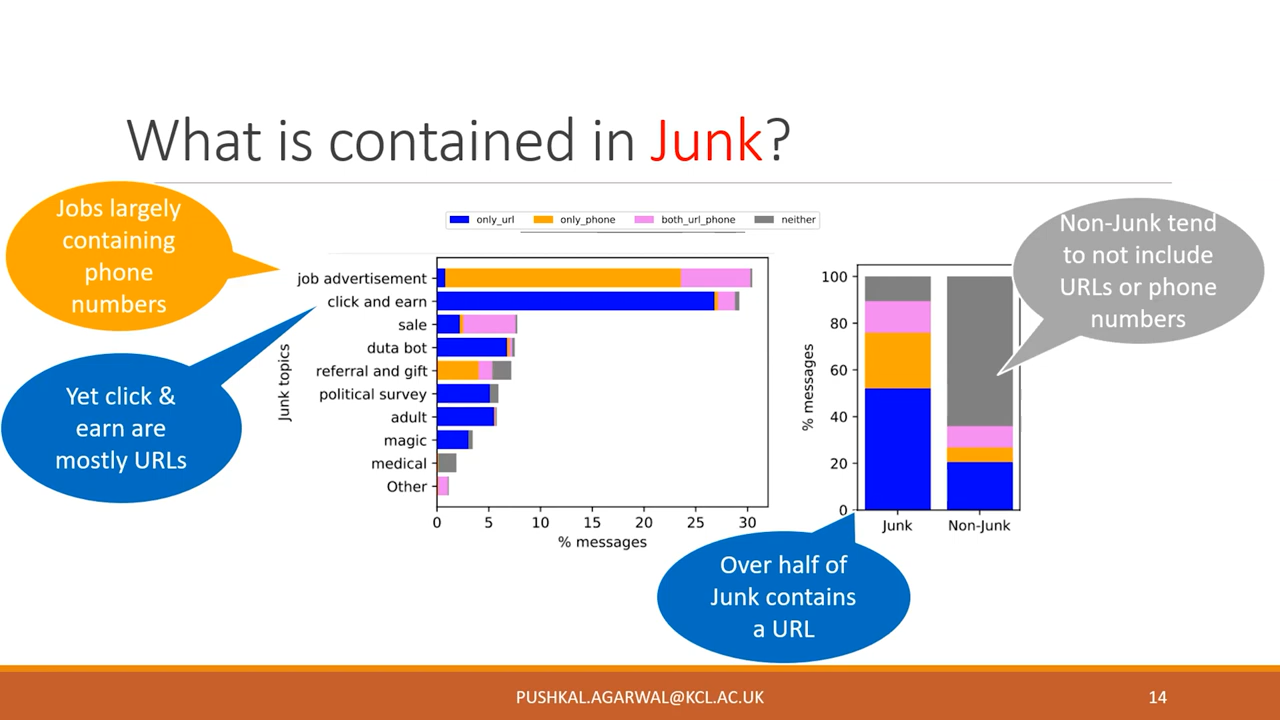 What is contained in Junk?
Jobs largely
containing
phone
numbers
Yet click &
earn are
mostly URLs
only_url only_phone both_url_phone neither
Junk topics
job advertisement
click and earn
sale
duta bot
referral and gift
political survey
adult
magic
medical
Other
0 5 10 15 20 25 30
% messages
% messages
100
80
60
40
20
0
Junk Non-Junk
Non-Junk tend
to not include
URLs or phone
numbers
Over half of
Junk contains
a URL
PUSHKAL.AGARWAL@KCL.AC.UK 14